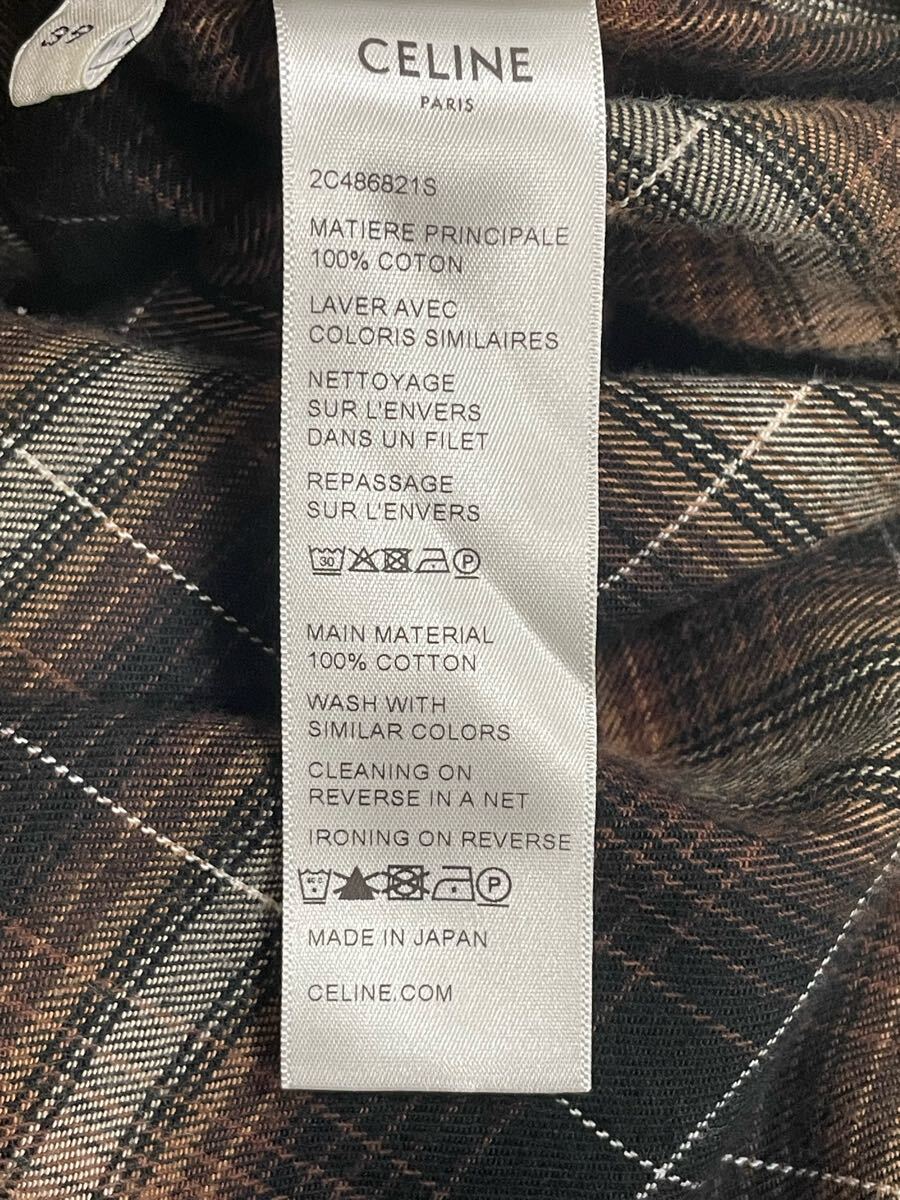 38
CELINE
PARIS
2C486821S
MATIERE PRINCIPALE
100% COTON
LAVER AVEC
COLORIS SIMILAIRES
NETTOYAGE
SUR L'ENVERS
DANS UN FILET
REPASSAGE
SUR L'ENVERS
30 P
MAIN MATERIAL
100% COTTON
WASH WITH
SIMILAR COLORS
CLEANING ON
REVERSE IN A NET
IRONING ON REVERSE
P
MADE IN JAPAN
CELINE.COM